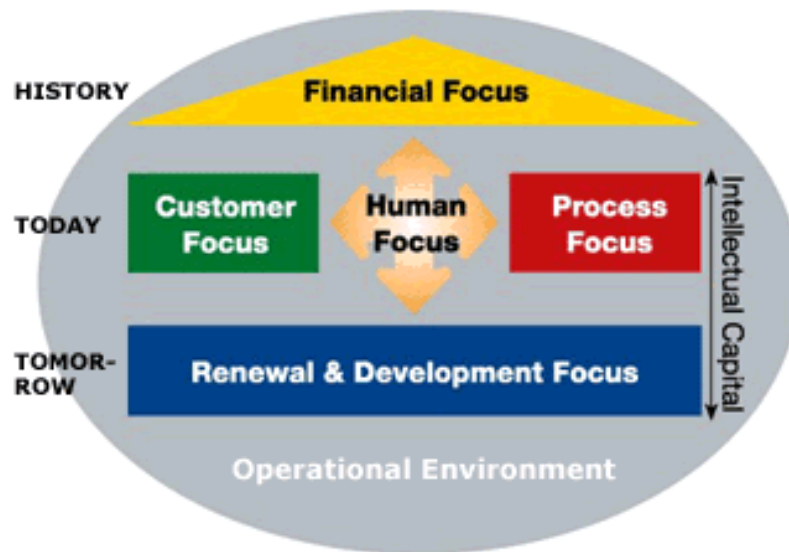 HISTORY
Financial Focus
TODAY
Customer
Focus
Human
Focus
Process
Focus
Intellectual Capital
TOMOR-
ROW
Renewal & Development Focus
Operational Environment